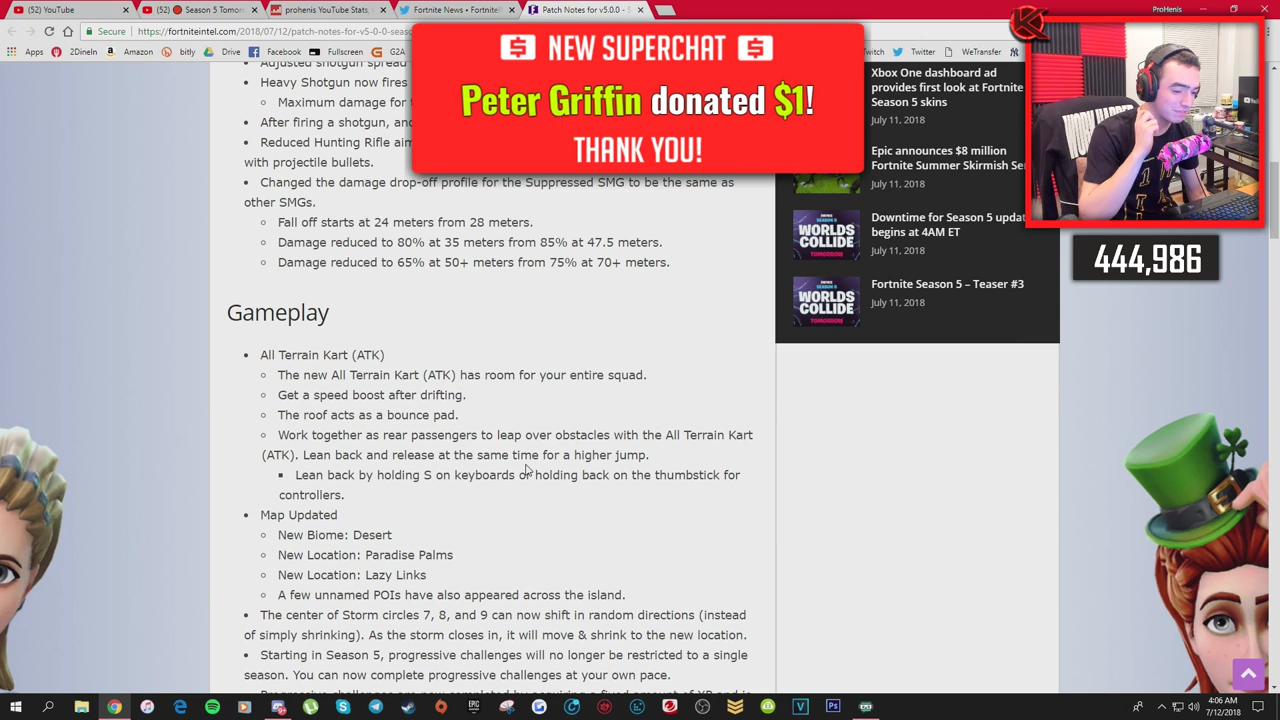 (52) YouTube
(52) 🔴 Season 5 Tomor
prohenis YouTube Stats,
Fortnite News • Fortnite
Patch Notes for v5.0.0 - S
ProHenis
Secure
https://fortniteintel.com/2018/07/12/patch
-v5-0-0-seaso
Apps
2Dineln
Amazon
bitly
Drive
Facebook
YouTube
Gmail
Fiverr
Curse
Gleam
G2A
Twitch
Twitter
WeTransfer
NEW SUPERCHAT
Peter Griffin donated $1!
THANK YOU!
444,986
Adjusted shotgun spread
Heavy Shotgun now fires
Maximum damage for
After firing a shotgun, and
Reduced Hunting Rifle aim
with projectile bullets.
Changed the damage drop-off profile for the Suppressed SMG to be the same as
other SMGs.
Fall off starts at 24 meters from 28 meters.
Damage reduced to 80% at 35 meters from 85% at 47.5 meters.
Damage reduced to 65% at 50+ meters from 75% at 70+ meters.
Gameplay
All Terrain Kart (ATK)
The new All Terrain Kart (ATK) has room for your entire squad.
Get a speed boost after drifting.
The roof acts as a bounce pad.
Work together as rear passengers to leap over obstacles with the All Terrain Kart
(ATK). Lean back and release at the same time for a higher jump.
Lean back by holding S on keyboards or holding back on the thumbstick for
controllers.
Map Updated
New Biome: Desert
New Location: Paradise Palms
New Location: Lazy Links
A few unnamed POIs have also appeared across the island.
The center of Storm circles 7, 8, and 9 can now shift in random directions (instead
of simply shrinking). As the storm closes in, it will move & shrink to the new location.
Starting in Season 5, progressive challenges will no longer be restricted to a single
season. You can now complete progressive challenges at your own pace.
Xbox One dashboard ad
provides first look at Fortnite
Season 5 skins
July 11, 2018
Epic announces $8 million
Fortnite Summer Skirmish Se
July 11, 2018
Downtime for Season 5 updat
begins at 4AM ET
July 11, 2018
WORLDS
COLLIDE
TOMORROW
Fortnite Season 5 – Teaser #3
July 11, 2018
WORLDS
COLLIDE
TOMORROW
4:06 AM
7/12/2018